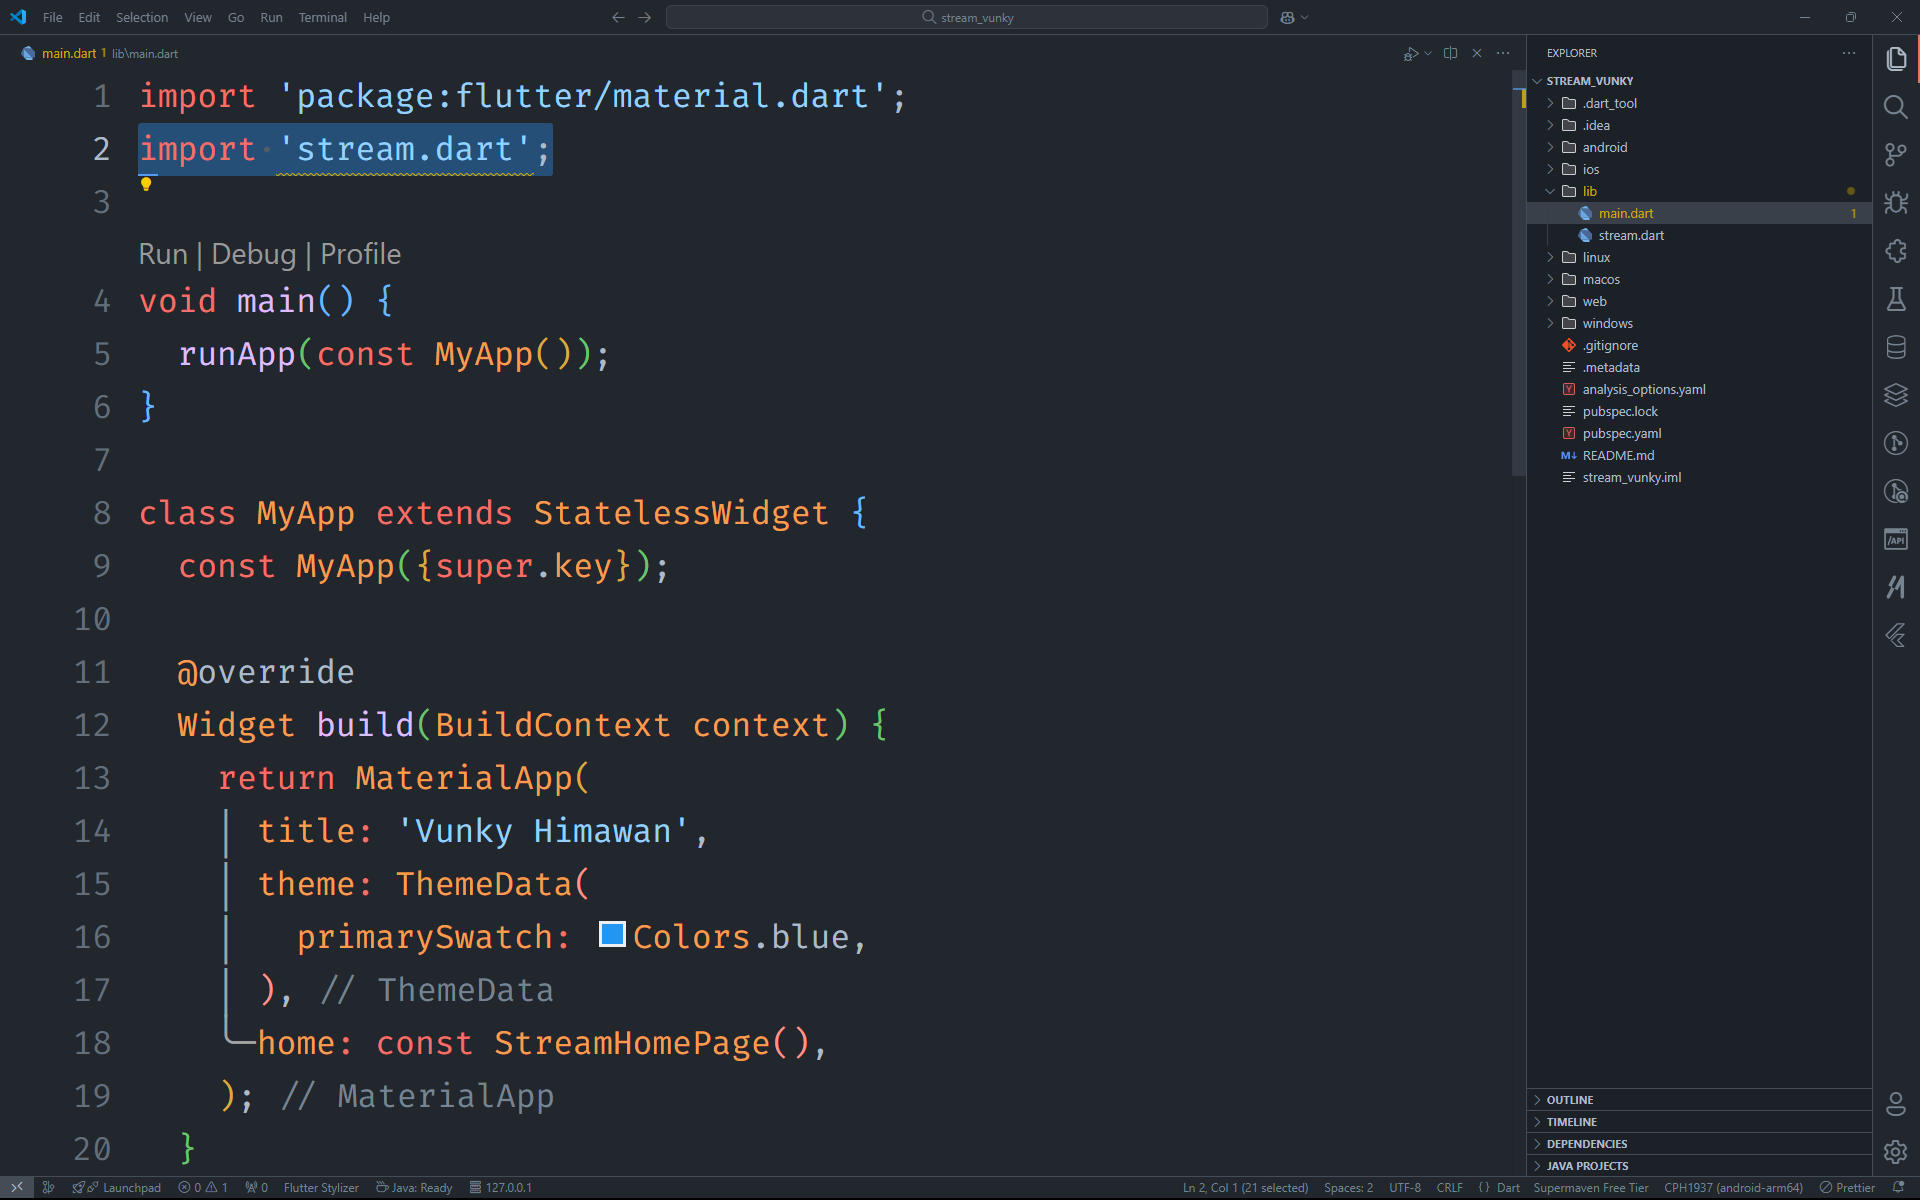 File Edit Selection View Go Run Terminal Help
stream_vunky
main.dart 1 lib\main.dart
1 import 'package:flutter/material.dart';
2 import 'stream.dart';
3
Run | Debug | Profile
4 void main() {
5 runApp(const MyApp());
6 }
7
8 class MyApp extends StatelessWidget {
9 const MyApp({super.key});
10
11 @override
12 Widget build(BuildContext context) {
13 return MaterialApp(
14 title: 'Vunky Himawan',
15 theme: ThemeData(
16 primarySwatch: Colors.blue,
17 ), // ThemeData
18 home: const StreamHomePage(),
19 ); // MaterialApp
20 }
EXPLORER
STREAM_VUNKY
.dart_tool
.idea
android
ios
lib
main.dart 1
stream.dart
linux
macos
web
windows
.gitignore
.metadata
analysis_options.yaml
pubspec.lock
pubspec.yaml
README.md
stream_vunky.iml
OUTLINE
TIMELINE
DEPENDENCIES
JAVA PROJECTS
/API
Launchpad 0 1 0 Flutter Stylizer Java: Ready 127.0.0.1 Ln 2, Col 1 (21 selected) Spaces: 2 UTF-8 CRLF {} Dart Supermaven Free Tier CPH1937 (android-arm64) Prettier